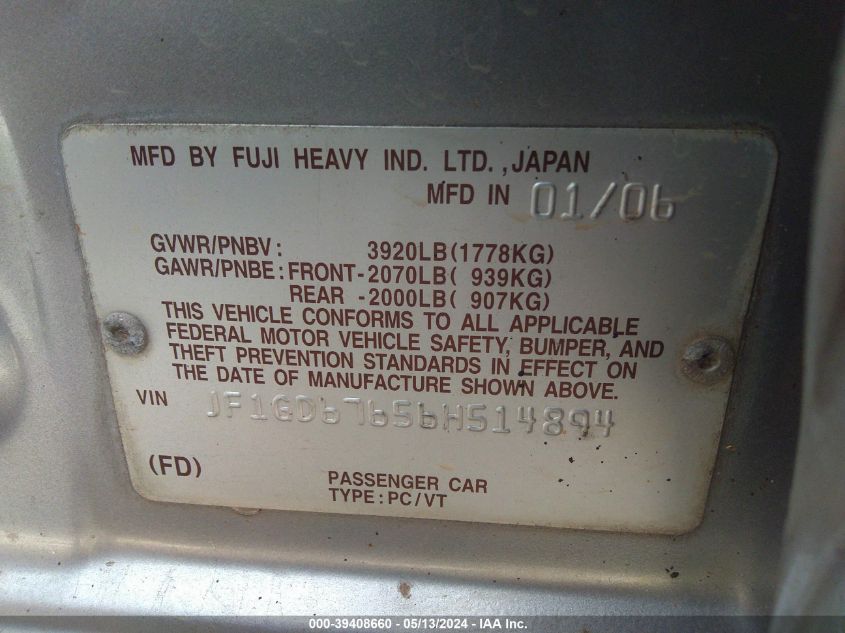 MFD BY FUJI HEAVY IND. LTD.,JAPAN
MFD IN 01/06
GVWR/PNBV: 3920LB(1778KG)
GAWR/PNBE: FRONT-2070LB( 939KG)
REAR -2000LB( 907KG)
THIS VEHICLE CONFORMS TO ALL APPLICABLE
FEDERAL MOTOR VEHICLE SAFETY, BUMPER, AND
THEFT PREVENTION STANDARDS IN EFFECT ON
THE DATE OF MANUFACTURE SHOWN ABOVE.
VIN JF1GD67656H514894
(FD)
PASSENGER CAR
TYPE: PC/VT
000-39408660 - 05/13/2024 - IAA Inc.